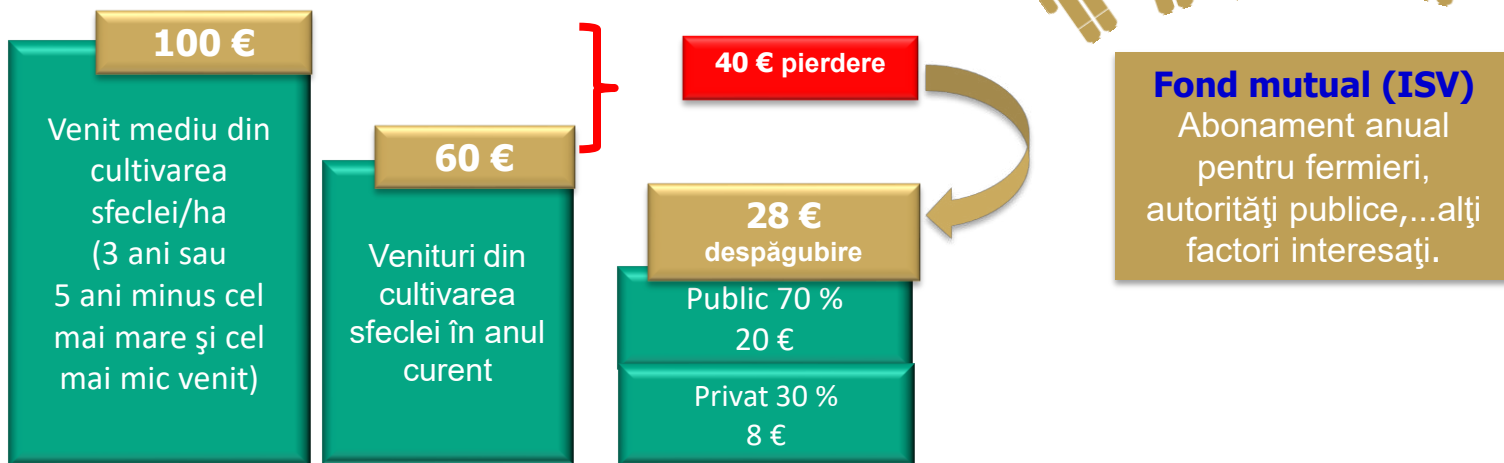 100 €
Venit mediu din
cultivarea
sfeclei/ha
(3 ani sau
5 ani minus cel
mai mare şi cel
mai mic venit)
60 €
Venituri din
cultivarea
sfeclei în anul
curent
40 € pierdere
28 €
despăgubire
Public 70 %
20 €
Privat 30 %
8 €
Fond mutual (ISV)
Abonament anual
pentru fermieri,
autorităţi publice,...alţi
factori interesaţi.